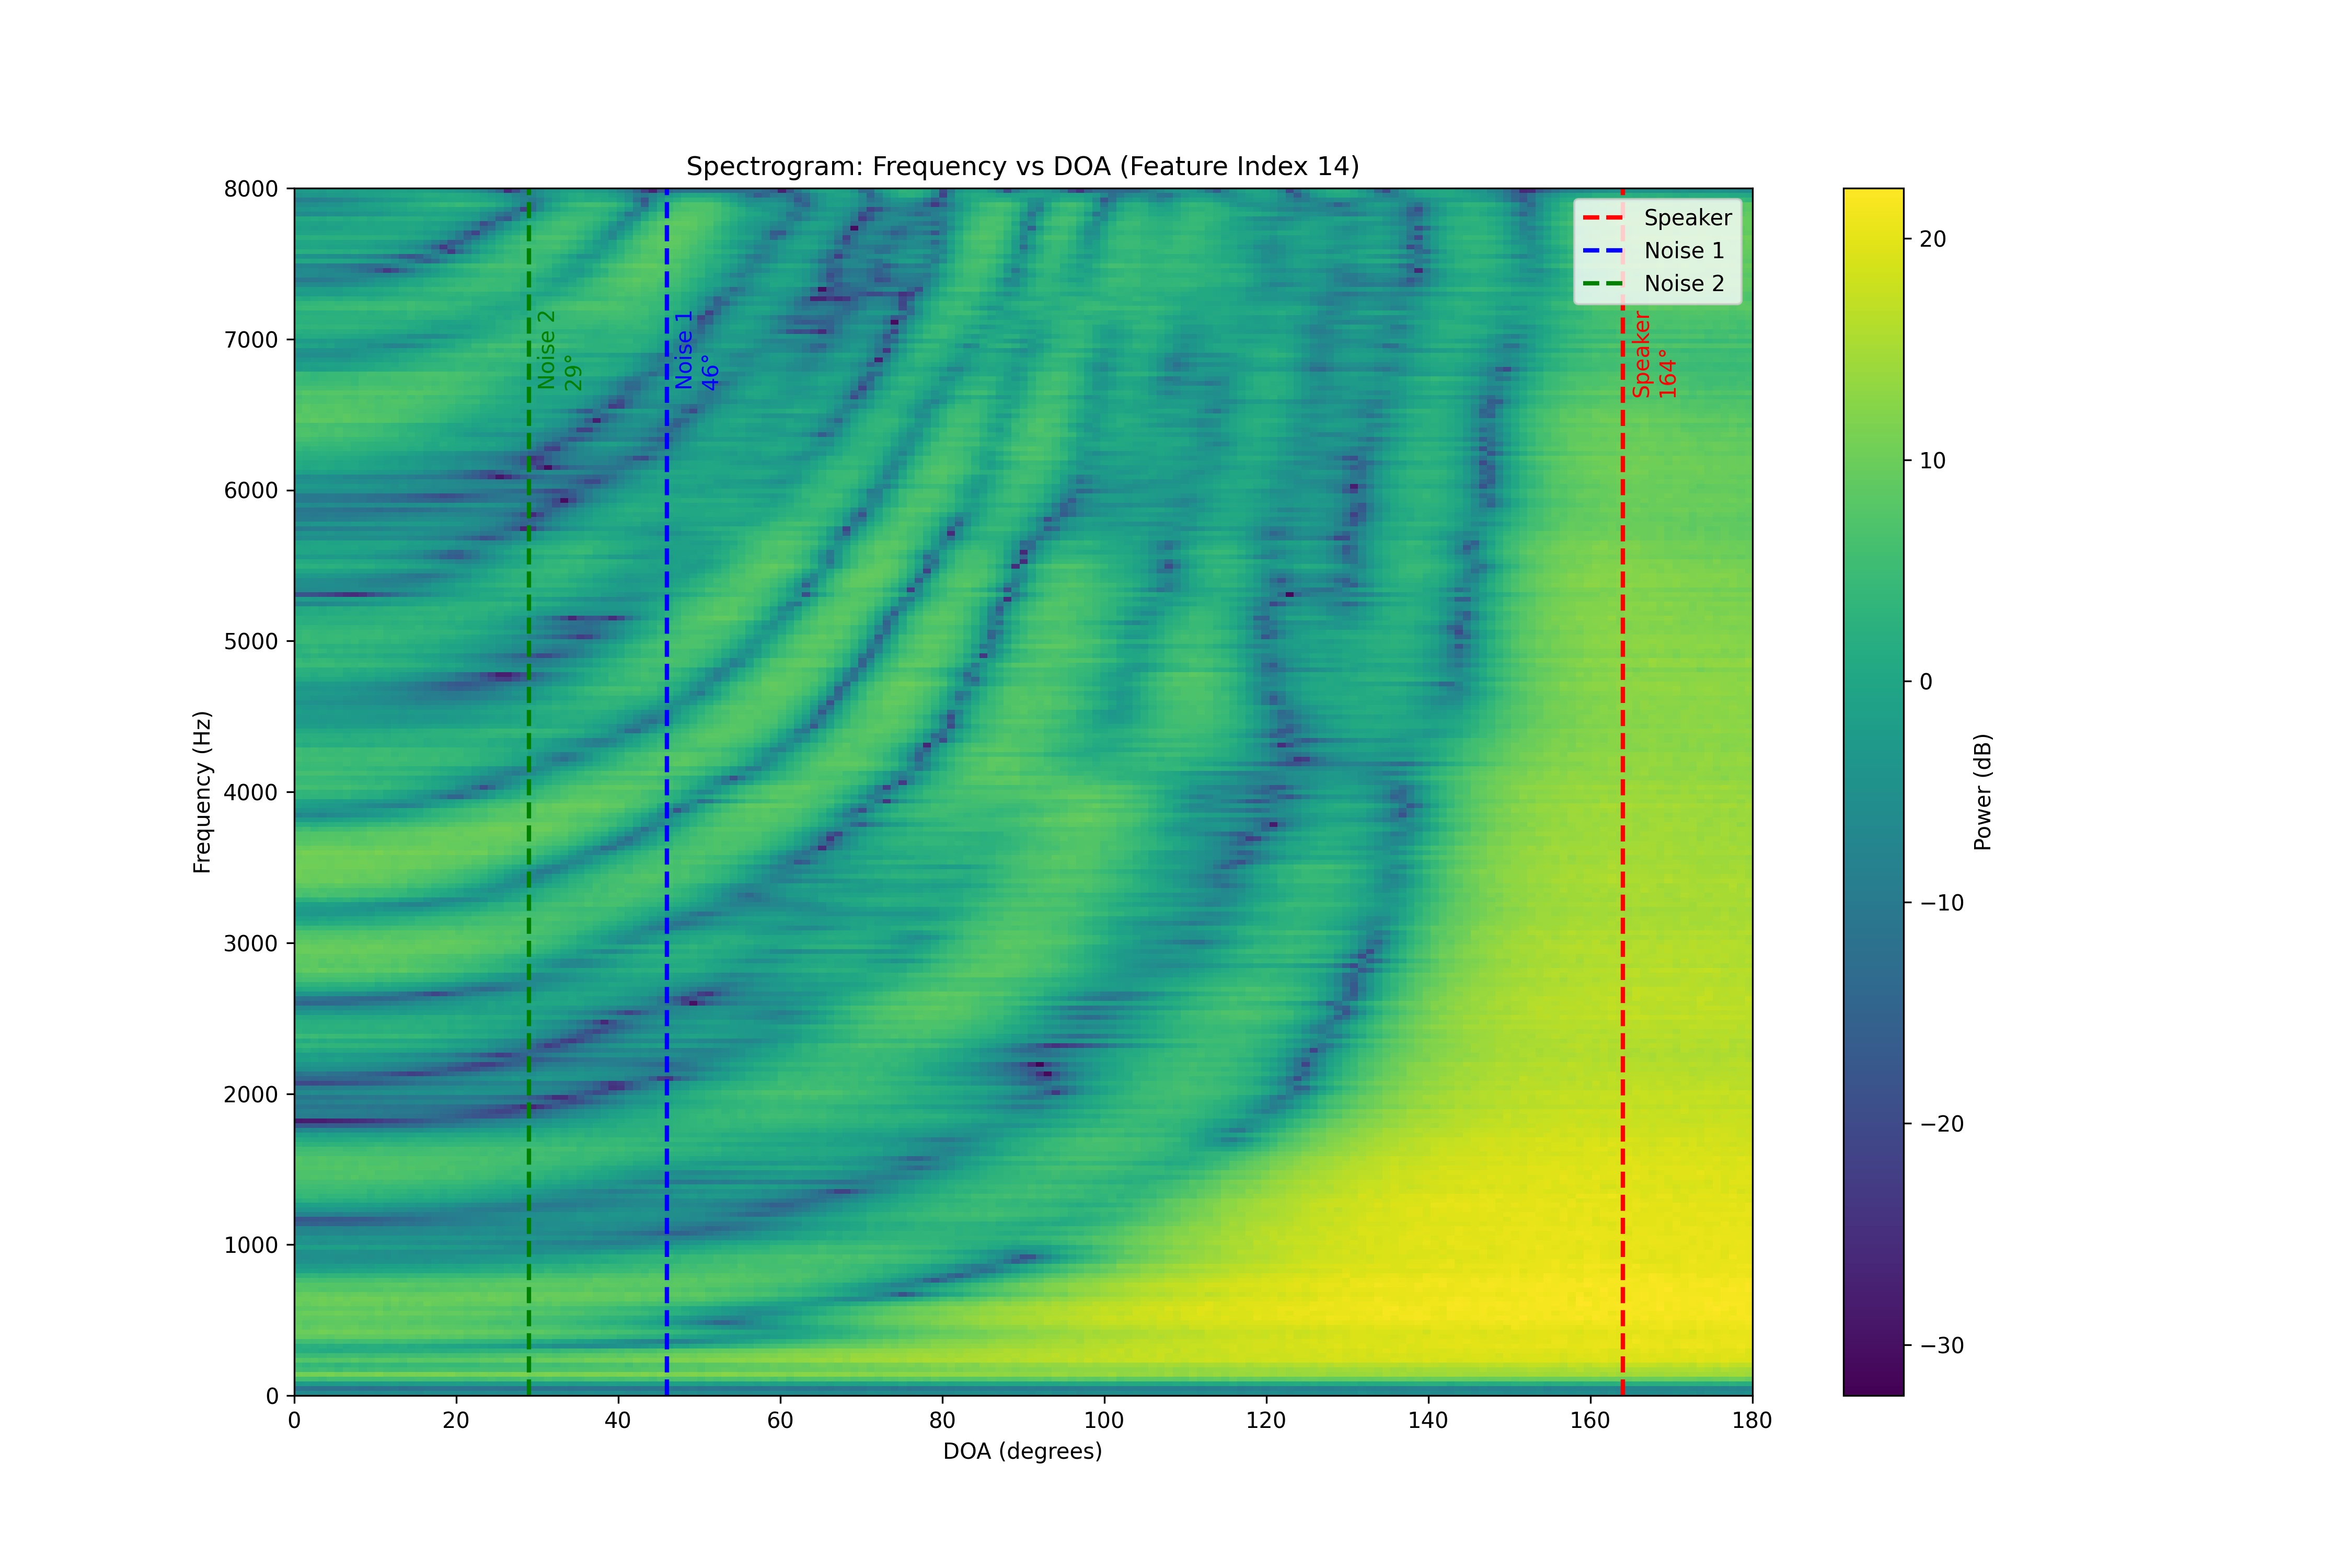 Spectrogram: Frequency vs DOA (Feature Index 14)
8000
7000
6000
5000
4000
3000
2000
1000
0
Frequency (Hz)
0 20 40 60 80 100 120 140 160 180
DOA (degrees)
Noise 2
29°
Noise 1
46°
Speaker
164°
Speaker
Noise 1
Noise 2
20
10
0
−10
−20
−30
Power (dB)